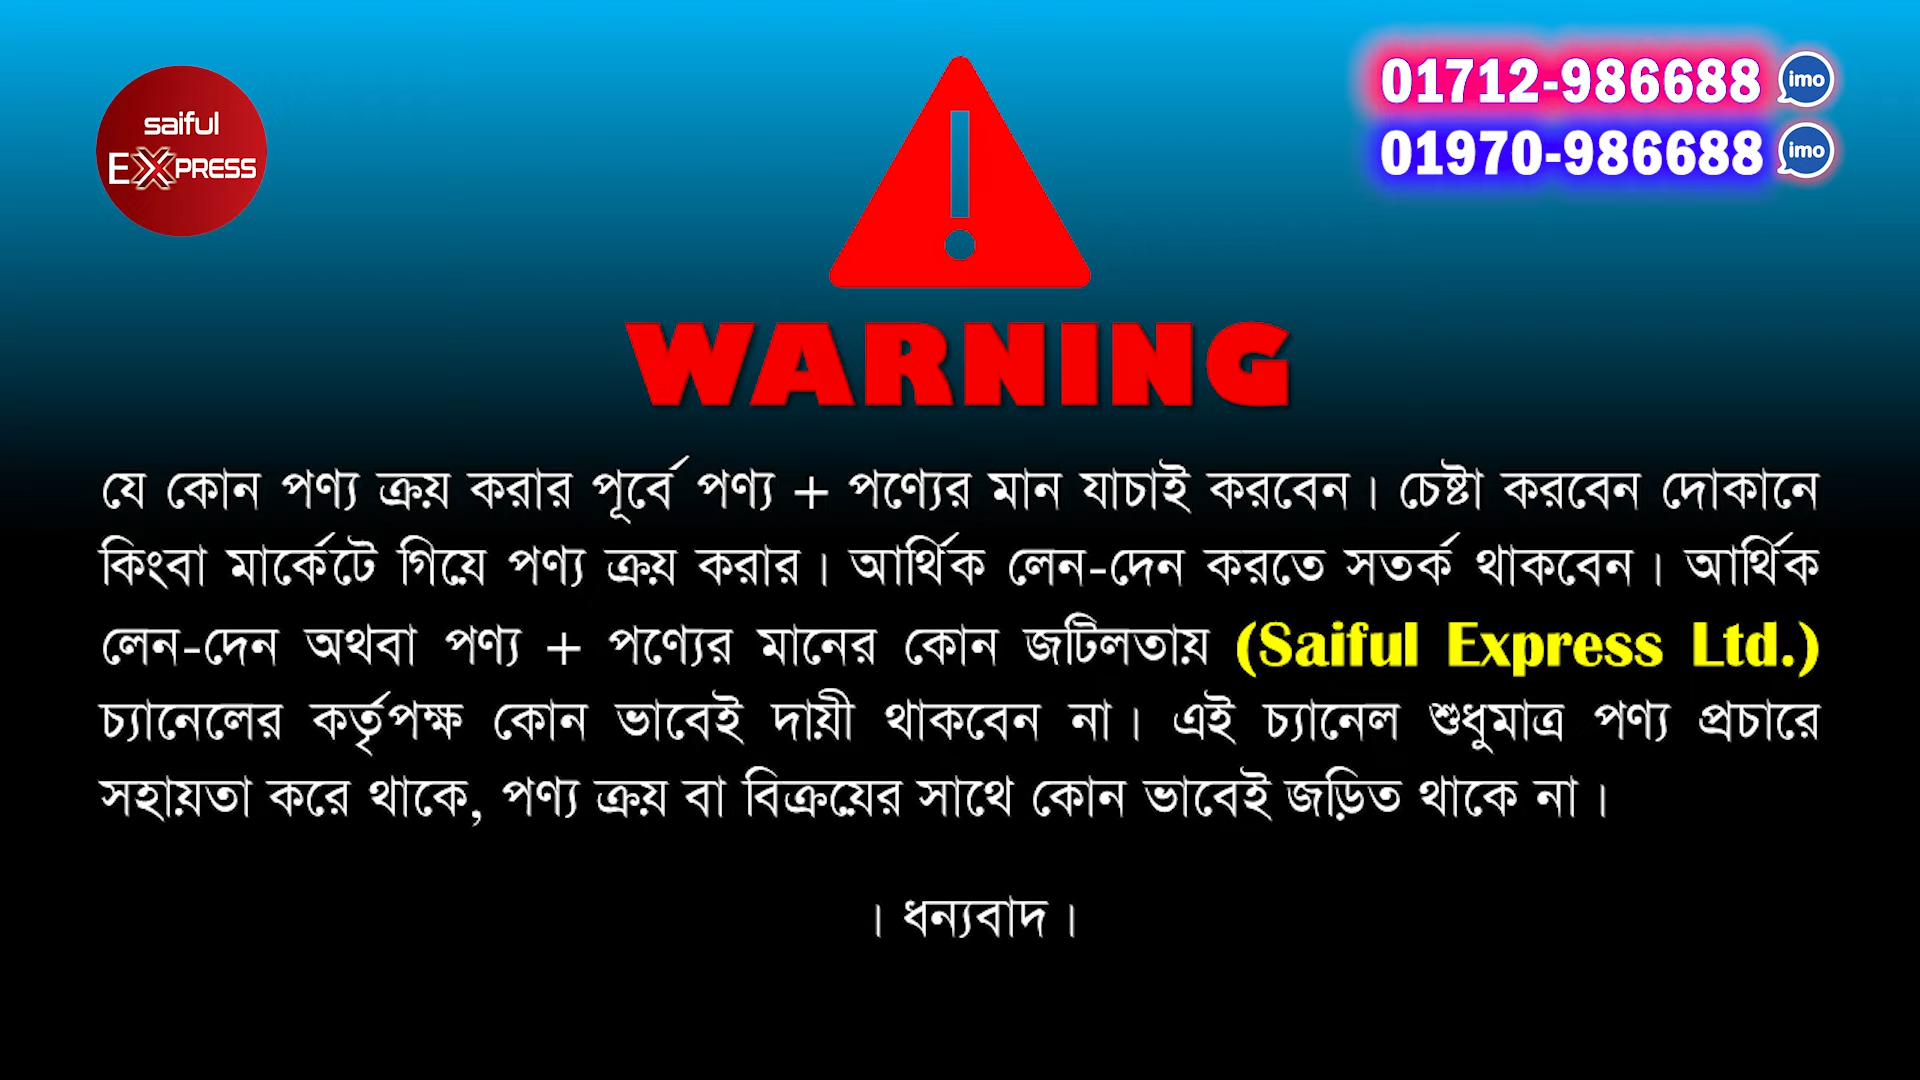 saiful
EXPRESS
01712-986688 imo
01970-986688 imo
WARNING
যে কোন পণ্য ক্রয় করার পূর্বে পণ্য + পণ্যের মান যাচাই করবেন। চেষ্টা করবেন দোকানে
কিংবা মার্কেটে গিয়ে পণ্য ক্রয় করার। আর্থিক লেন-দেন করতে সতর্ক থাকবেন। আর্থিক
লেন-দেন অথবা পণ্য + পণ্যের মানের কোন জটিলতায় (Saiful Express Ltd.)
চ্যানেলের কর্তৃপক্ষ কোন ভাবেই দায়ী থাকবেন না। এই চ্যানেল শুধুমাত্র পণ্য প্রচারে
সহায়তা করে থাকে, পণ্য ক্রয় বা বিক্রয়ের সাথে কোন ভাবেই জড়িত থাকে না।
। ধন্যবাদ।